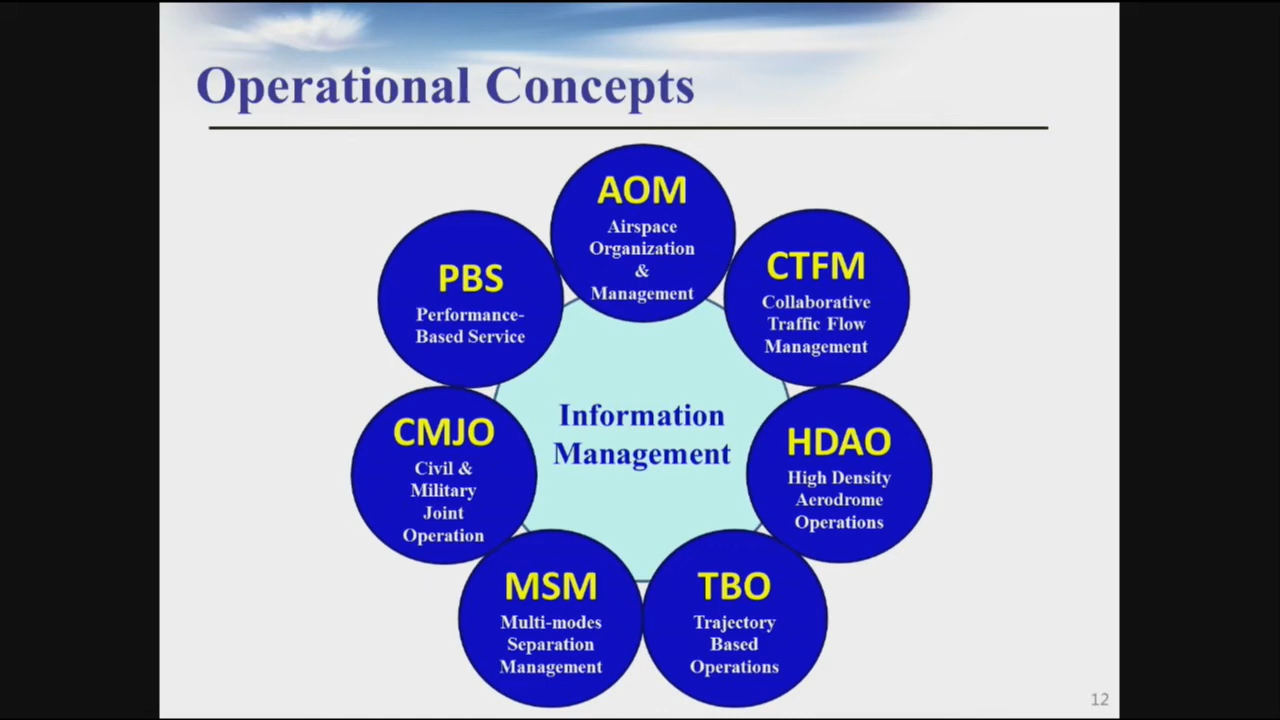 Operational Concepts
AOM
Airspace
Organization
&
Management
CTFM
Collaborative
Traffic Flow
Management
HDAO
High Density
Aerodrome
Operations
TBO
Trajectory
Based
Operations
MSM
Multi-modes
Separation
Management
CMJO
Civil &
Military
Joint
Operation
PBS
Performance-
Based Service
Information
Management
12